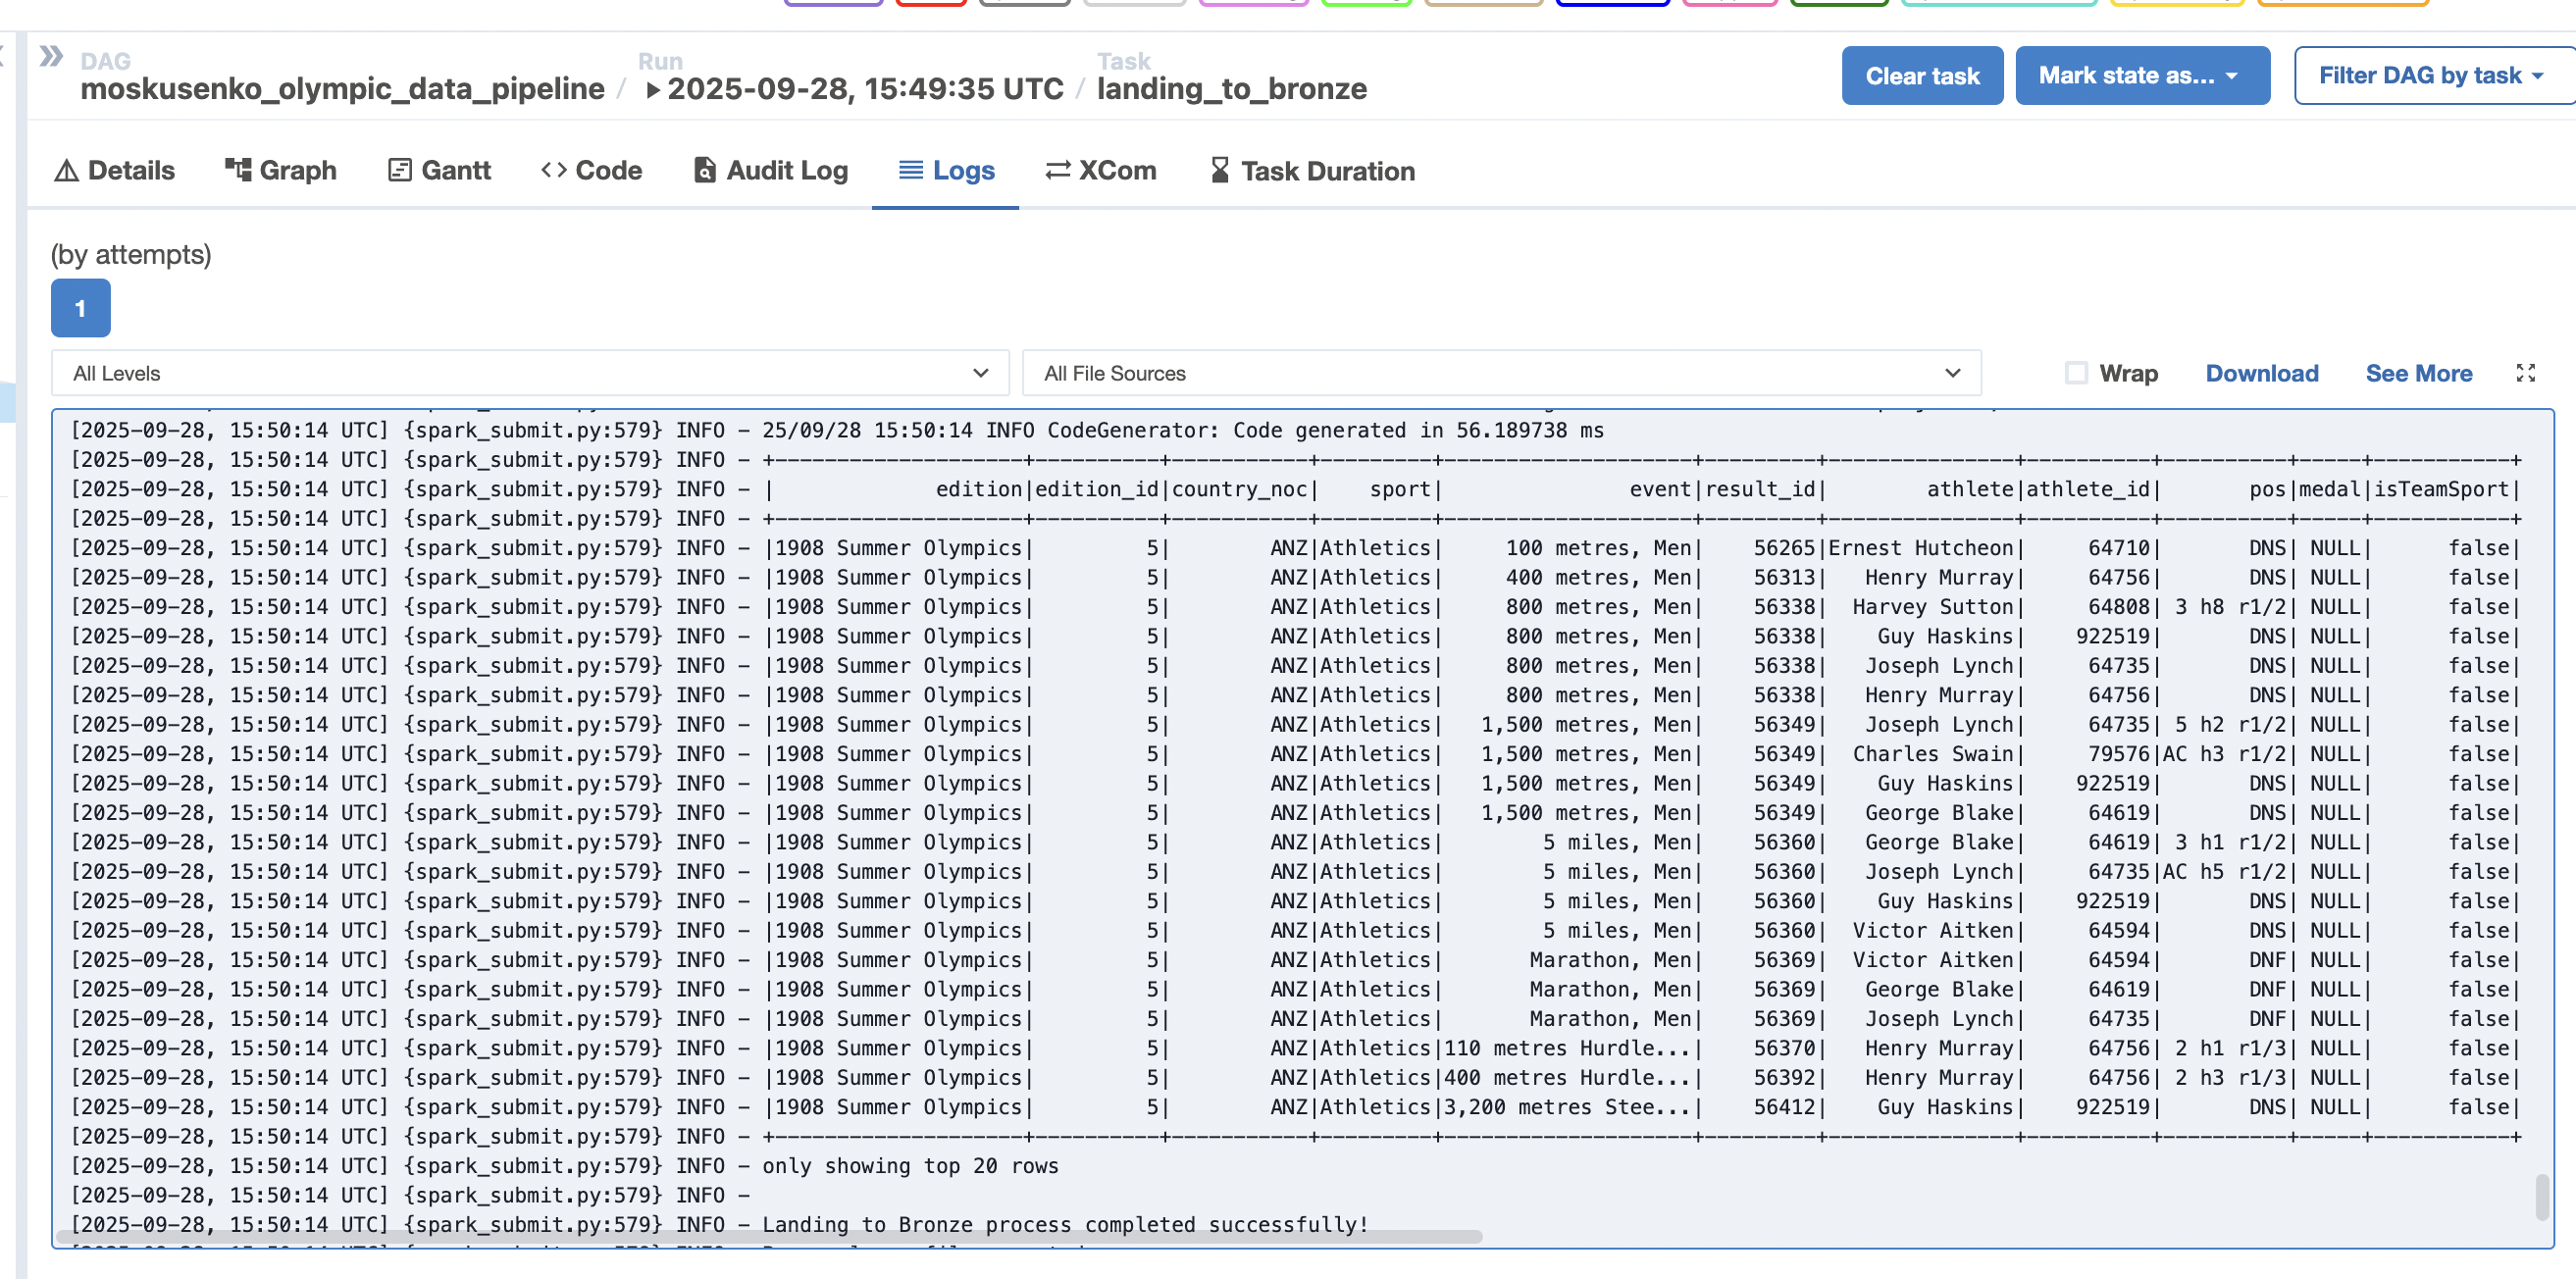 DAG
moskusenko_olympic_data_pipeline
/
Run
2025-09-28, 15:49:35 UTC
/
Task
landing_to_bronze
Clear task
Mark state as...
Filter DAG by task
Details
Graph
Gantt
<> Code
Audit Log
Logs
XCom
Task Duration
(by attempts)
1
All Levels
All File Sources
Wrap
Download
See More
[2025-09-28, 15:50:14 UTC] {spark_submit.py:579} INFO - 25/09/28 15:50:14 INFO CodeGenerator: Code generated in 56.189738 ms
[2025-09-28, 15:50:14 UTC] {spark_submit.py:579} INFO - +--------------------+----------+-----------+---------+--------------------+---------+---------------+----------+----------+-----+-----------+
[2025-09-28, 15:50:14 UTC] {spark_submit.py:579} INFO - |             edition|edition_id|country_noc|    sport|               event|result_id|        athlete|athlete_id|       pos|medal|isTeamSport|
[2025-09-28, 15:50:14 UTC] {spark_submit.py:579} INFO - +--------------------+----------+-----------+---------+--------------------+---------+---------------+----------+----------+-----+-----------+
[2025-09-28, 15:50:14 UTC] {spark_submit.py:579} INFO - |1908 Summer Olympics|         5|        ANZ|Athletics|     100 metres, Men|    56265|Ernest Hutcheon|     64710|       DNS| NULL|      false|
[2025-09-28, 15:50:14 UTC] {spark_submit.py:579} INFO - |1908 Summer Olympics|         5|        ANZ|Athletics|     400 metres, Men|    56313|   Henry Murray|     64756|       DNS| NULL|      false|
[2025-09-28, 15:50:14 UTC] {spark_submit.py:579} INFO - |1908 Summer Olympics|         5|        ANZ|Athletics|     800 metres, Men|    56338|  Harvey Sutton|     64808| 3 h8 r1/2| NULL|      false|
[2025-09-28, 15:50:14 UTC] {spark_submit.py:579} INFO - |1908 Summer Olympics|         5|        ANZ|Athletics|     800 metres, Men|    56338|    Guy Haskins|    922519|       DNS| NULL|      false|
[2025-09-28, 15:50:14 UTC] {spark_submit.py:579} INFO - |1908 Summer Olympics|         5|        ANZ|Athletics|     800 metres, Men|    56338|   Joseph Lynch|     64735|       DNS| NULL|      false|
[2025-09-28, 15:50:14 UTC] {spark_submit.py:579} INFO - |1908 Summer Olympics|         5|        ANZ|Athletics|     800 metres, Men|    56338|   Henry Murray|     64756|       DNS| NULL|      false|
[2025-09-28, 15:50:14 UTC] {spark_submit.py:579} INFO - |1908 Summer Olympics|         5|        ANZ|Athletics|   1,500 metres, Men|    56349|   Joseph Lynch|     64735| 5 h2 r1/2| NULL|      false|
[2025-09-28, 15:50:14 UTC] {spark_submit.py:579} INFO - |1908 Summer Olympics|         5|        ANZ|Athletics|   1,500 metres, Men|    56349|  Charles Swain|     79576|AC h3 r1/2| NULL|      false|
[2025-09-28, 15:50:14 UTC] {spark_submit.py:579} INFO - |1908 Summer Olympics|         5|        ANZ|Athletics|   1,500 metres, Men|    56349|    Guy Haskins|    922519|       DNS| NULL|      false|
[2025-09-28, 15:50:14 UTC] {spark_submit.py:579} INFO - |1908 Summer Olympics|         5|        ANZ|Athletics|   1,500 metres, Men|    56349|   George Blake|     64619|       DNS| NULL|      false|
[2025-09-28, 15:50:14 UTC] {spark_submit.py:579} INFO - |1908 Summer Olympics|         5|        ANZ|Athletics|        5 miles, Men|    56360|   George Blake|     64619| 3 h1 r1/2| NULL|      false|
[2025-09-28, 15:50:14 UTC] {spark_submit.py:579} INFO - |1908 Summer Olympics|         5|        ANZ|Athletics|        5 miles, Men|    56360|   Joseph Lynch|     64735|AC h5 r1/2| NULL|      false|
[2025-09-28, 15:50:14 UTC] {spark_submit.py:579} INFO - |1908 Summer Olympics|         5|        ANZ|Athletics|        5 miles, Men|    56360|    Guy Haskins|    922519|       DNS| NULL|      false|
[2025-09-28, 15:50:14 UTC] {spark_submit.py:579} INFO - |1908 Summer Olympics|         5|        ANZ|Athletics|        5 miles, Men|    56360|  Victor Aitken|     64594|       DNS| NULL|      false|
[2025-09-28, 15:50:14 UTC] {spark_submit.py:579} INFO - |1908 Summer Olympics|         5|        ANZ|Athletics|       Marathon, Men|    56369|  Victor Aitken|     64594|       DNF| NULL|      false|
[2025-09-28, 15:50:14 UTC] {spark_submit.py:579} INFO - |1908 Summer Olympics|         5|        ANZ|Athletics|       Marathon, Men|    56369|   George Blake|     64619|       DNF| NULL|      false|
[2025-09-28, 15:50:14 UTC] {spark_submit.py:579} INFO - |1908 Summer Olympics|         5|        ANZ|Athletics|       Marathon, Men|    56369|   Joseph Lynch|     64735|       DNF| NULL|      false|
[2025-09-28, 15:50:14 UTC] {spark_submit.py:579} INFO - |1908 Summer Olympics|         5|        ANZ|Athletics|110 metres Hurdle...|    56370|   Henry Murray|     64756| 2 h1 r1/3| NULL|      false|
[2025-09-28, 15:50:14 UTC] {spark_submit.py:579} INFO - |1908 Summer Olympics|         5|        ANZ|Athletics|400 metres Hurdle...|    56392|   Henry Murray|     64756| 2 h3 r1/3| NULL|      false|
[2025-09-28, 15:50:14 UTC] {spark_submit.py:579} INFO - |1908 Summer Olympics|         5|        ANZ|Athletics|3,200 metres Stee...|    56412|    Guy Haskins|    922519|       DNS| NULL|      false|
[2025-09-28, 15:50:14 UTC] {spark_submit.py:579} INFO - +--------------------+----------+-----------+---------+--------------------+---------+---------------+----------+----------+-----+-----------+
[2025-09-28, 15:50:14 UTC] {spark_submit.py:579} INFO - only showing top 20 rows
[2025-09-28, 15:50:14 UTC] {spark_submit.py:579} INFO -
[2025-09-28, 15:50:14 UTC] {spark_submit.py:579} INFO - Landing to Bronze process completed successfully!